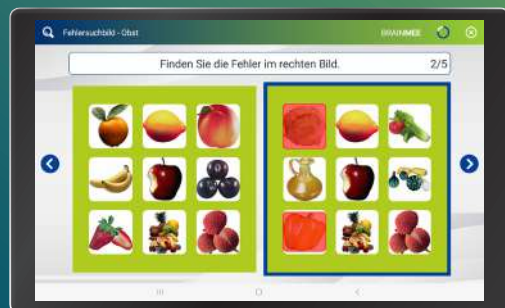 Fehlersuchbild - Obst
BRAINMEE
Finden Sie die Fehler im rechten Bild.
2/5